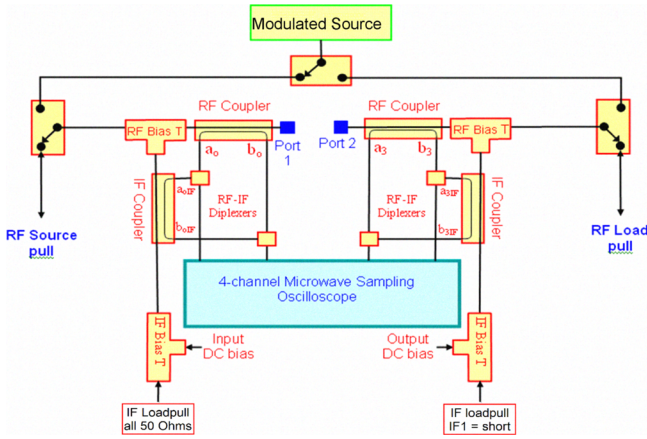 Modulated Source
RF Coupler
RF Coupler
RF Bias T
a₀
b₀
Port
1
Port 2
a₃
b₃
RF Bias T
IF Coupler
a₀IF
b₀IF
RF-IF
Diplexers
RF-IF
Diplexers
a₃IF
b₃IF
IF Coupler
RF Source
pull
RF Load
pull
4-channel Microwave Sampling
Oscilloscope
IF Bias T
Input
DC bias
Output
DC bias
IF Bias T
IF Loadpull
all 50 Ohms
IF loadpull
IF1 = short